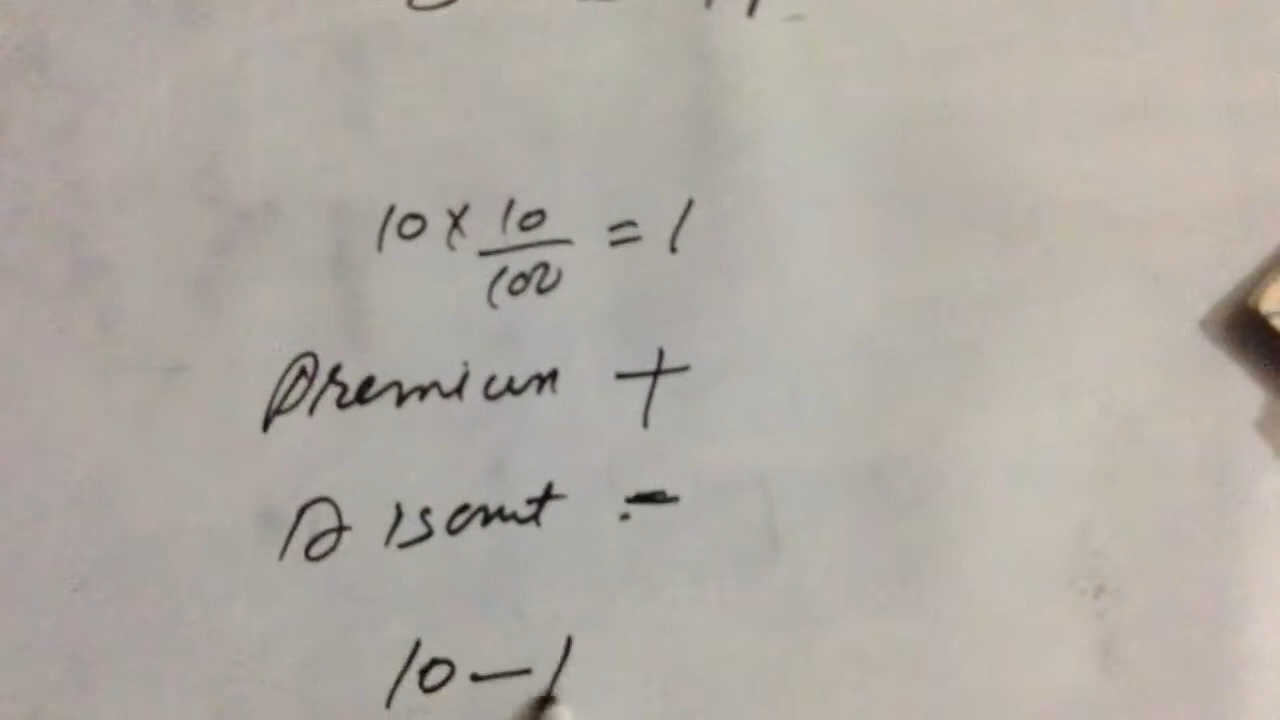 10 × 10/100 = 1
Premium +
Discount -
10 – 1